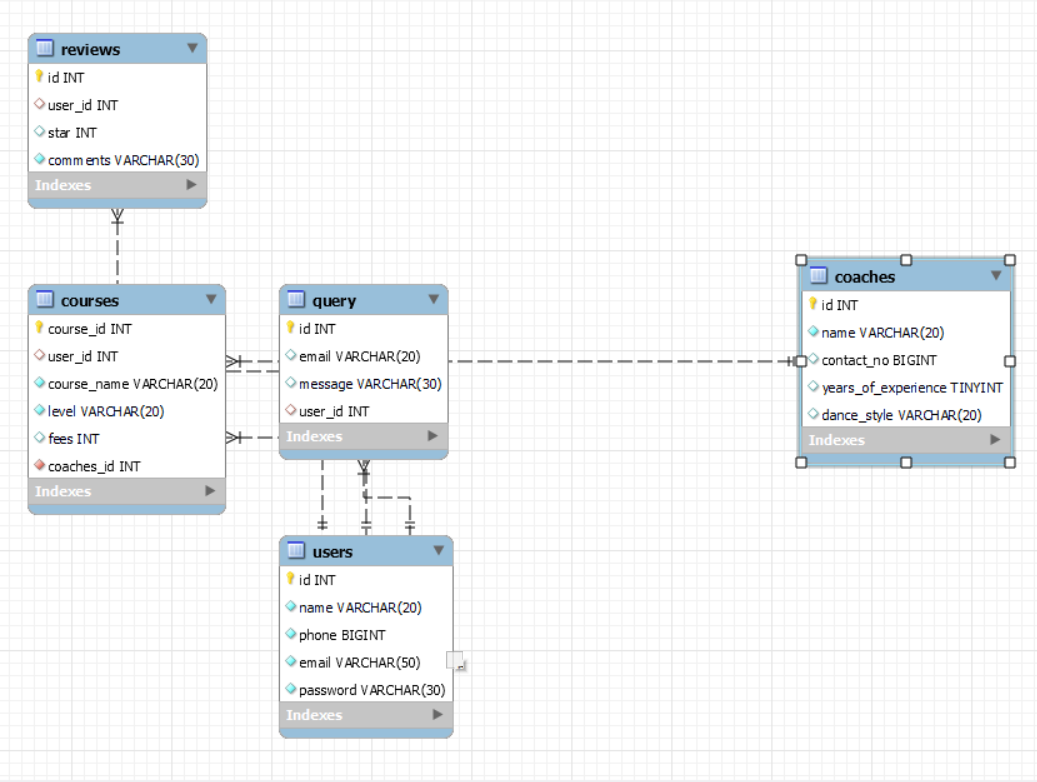 reviews
id INT
user_id INT
star INT
comments VARCHAR(30)
Indexes
courses
course_id INT
user_id INT
course_name VARCHAR(20)
level VARCHAR(20)
fees INT
coaches_id INT
Indexes
query
id INT
email VARCHAR(20)
message VARCHAR(30)
user_id INT
Indexes
coaches
id INT
name VARCHAR(20)
contact_no BIGINT
years_of_experience TINYINT
dance_style VARCHAR(20)
Indexes
users
id INT
name VARCHAR(20)
phone BIGINT
email VARCHAR(50)
password VARCHAR(30)
Indexes